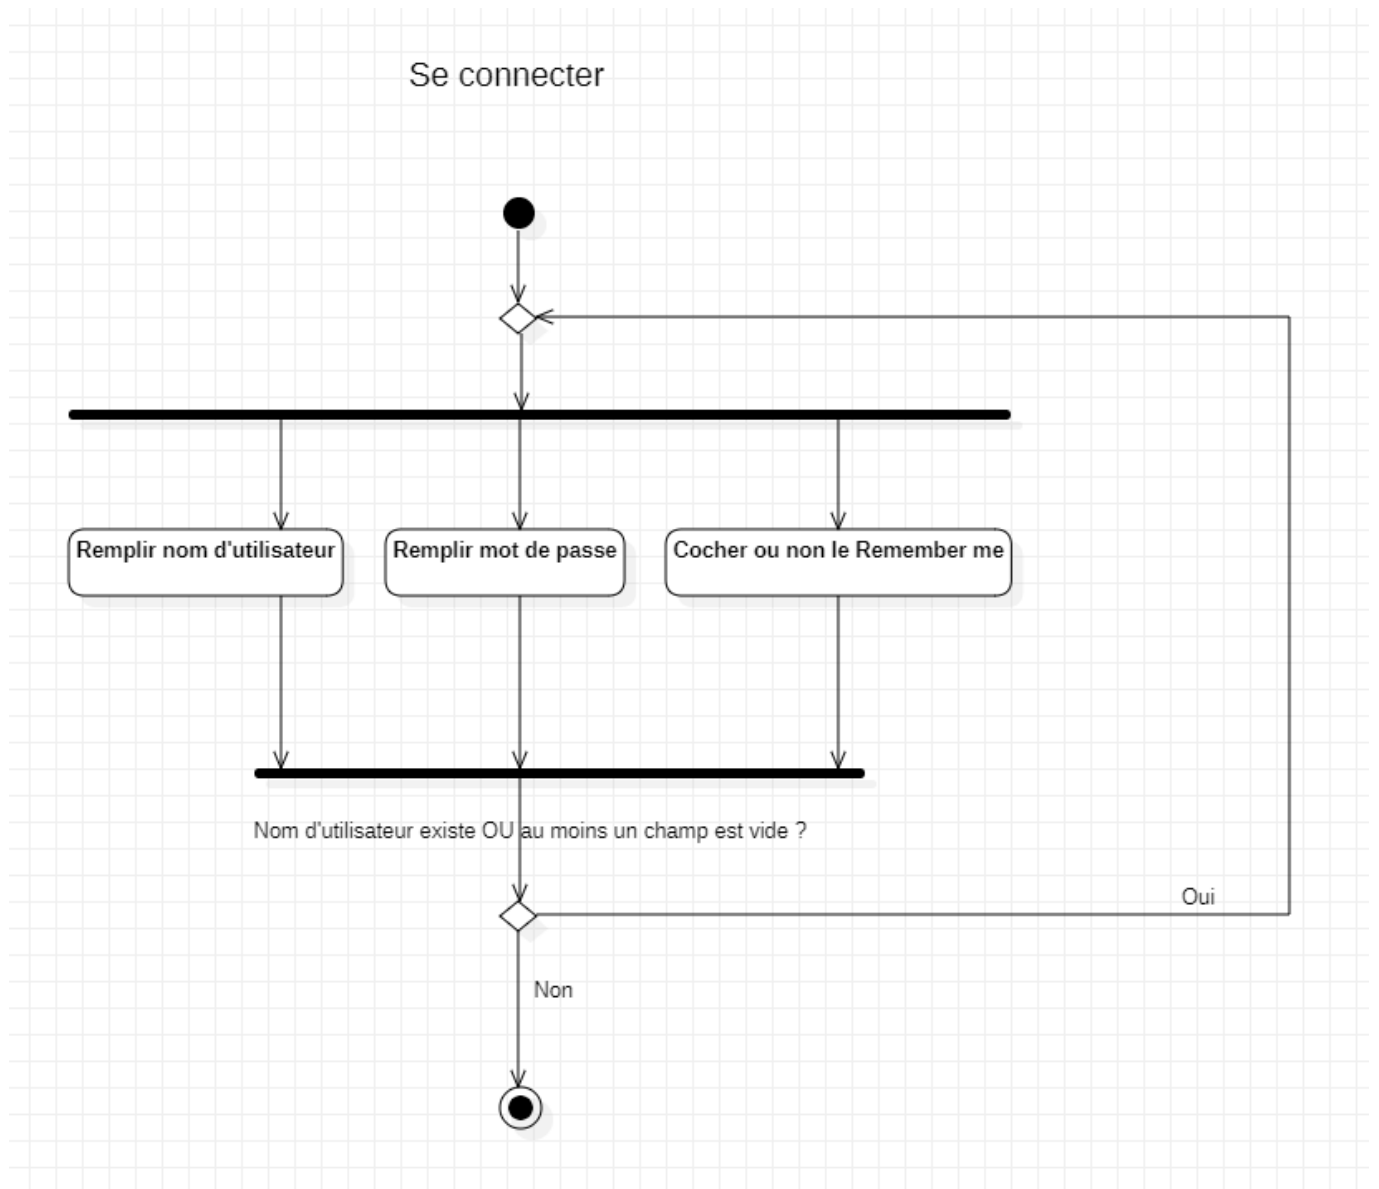 Se connecter
Remplir nom d'utilisateur
Remplir mot de passe
Cocher ou non le Remember me
Nom d'utilisateur existe OU au moins un champ est vide ?
Oui
Non